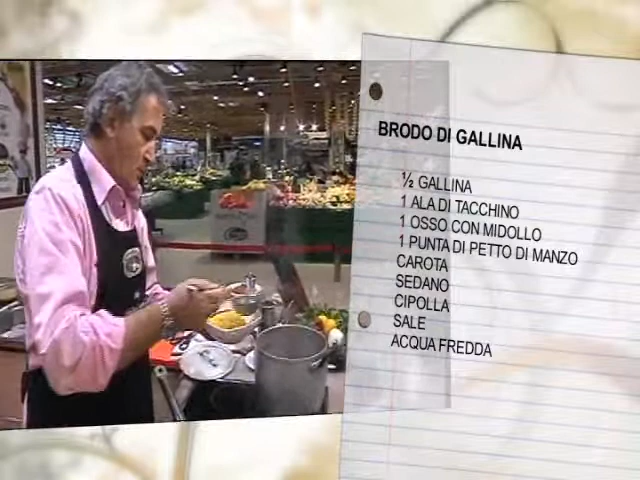 BRODO DI GALLINA
½ GALLINA
1 ALA DI TACCHINO
1 OSSO CON MIDOLLO
1 PUNTA DI PETTO DI MANZO
CAROTA
SEDANO
CIPOLLA
SALE
ACQUA FREDDA